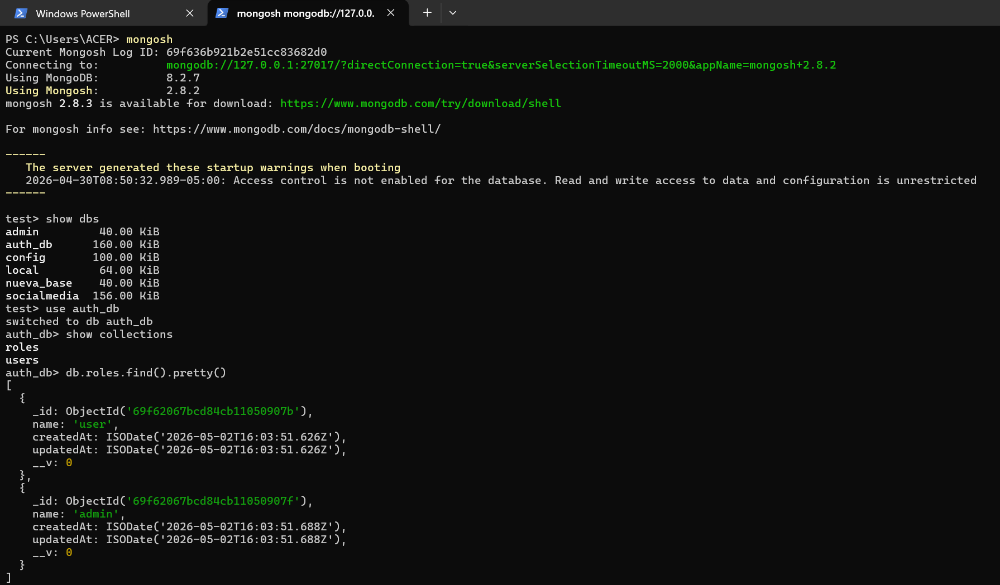 Windows PowerShell
mongosh mongodb://127.0.0.
PS C:\Users\ACER> mongosh
Current Mongosh Log ID: 69f636b921b2e51cc83682d0
Connecting to:          mongodb://127.0.0.1:27017/?directConnection=true&serverSelectionTimeoutMS=2000&appName=mongosh+2.8.2
Using MongoDB:          8.2.7
Using Mongosh:          2.8.2
mongosh 2.8.3 is available for download: https://www.mongodb.com/try/download/shell
For mongosh info see: https://www.mongodb.com/docs/mongodb-shell/
------
   The server generated these startup warnings when booting
   2026-04-30T08:50:32.989-05:00: Access control is not enabled for the database. Read and write access to data and configuration is unrestricted
------
test> show dbs
admin         40.00 KiB
auth_db      160.00 KiB
config       100.00 KiB
local         64.00 KiB
nueva_base    40.00 KiB
socialmedia  156.00 KiB
test> use auth_db
switched to db auth_db
auth_db> show collections
roles
users
auth_db> db.roles.find().pretty()
[
  {
    _id: ObjectId('69f62067bcd84cb11050907b'),
    name: 'user',
    createdAt: ISODate('2026-05-02T16:03:51.626Z'),
    updatedAt: ISODate('2026-05-02T16:03:51.626Z'),
    __v: 0
  },
  {
    _id: ObjectId('69f62067bcd84cb11050907f'),
    name: 'admin',
    createdAt: ISODate('2026-05-02T16:03:51.688Z'),
    updatedAt: ISODate('2026-05-02T16:03:51.688Z'),
    __v: 0
  }
]